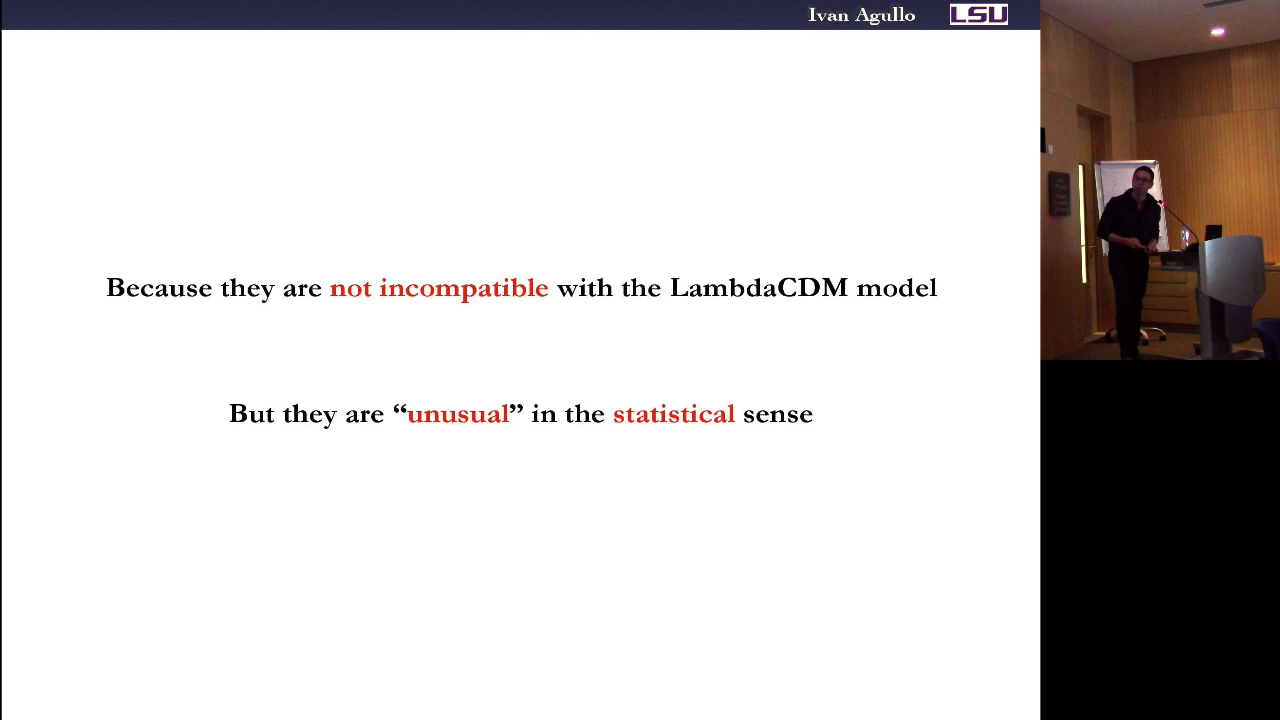 Ivan Agullo LSU
Because they are not incompatible with the LambdaCDM model
But they are “unusual” in the statistical sense